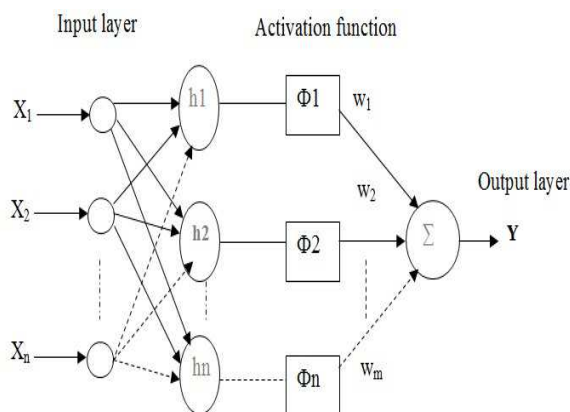 Input layer
Activation function
X1
h1
Φ1
w1
X2
h2
Φ2
w2
Output layer
Σ
Y
Xn
hn
Φn
wm